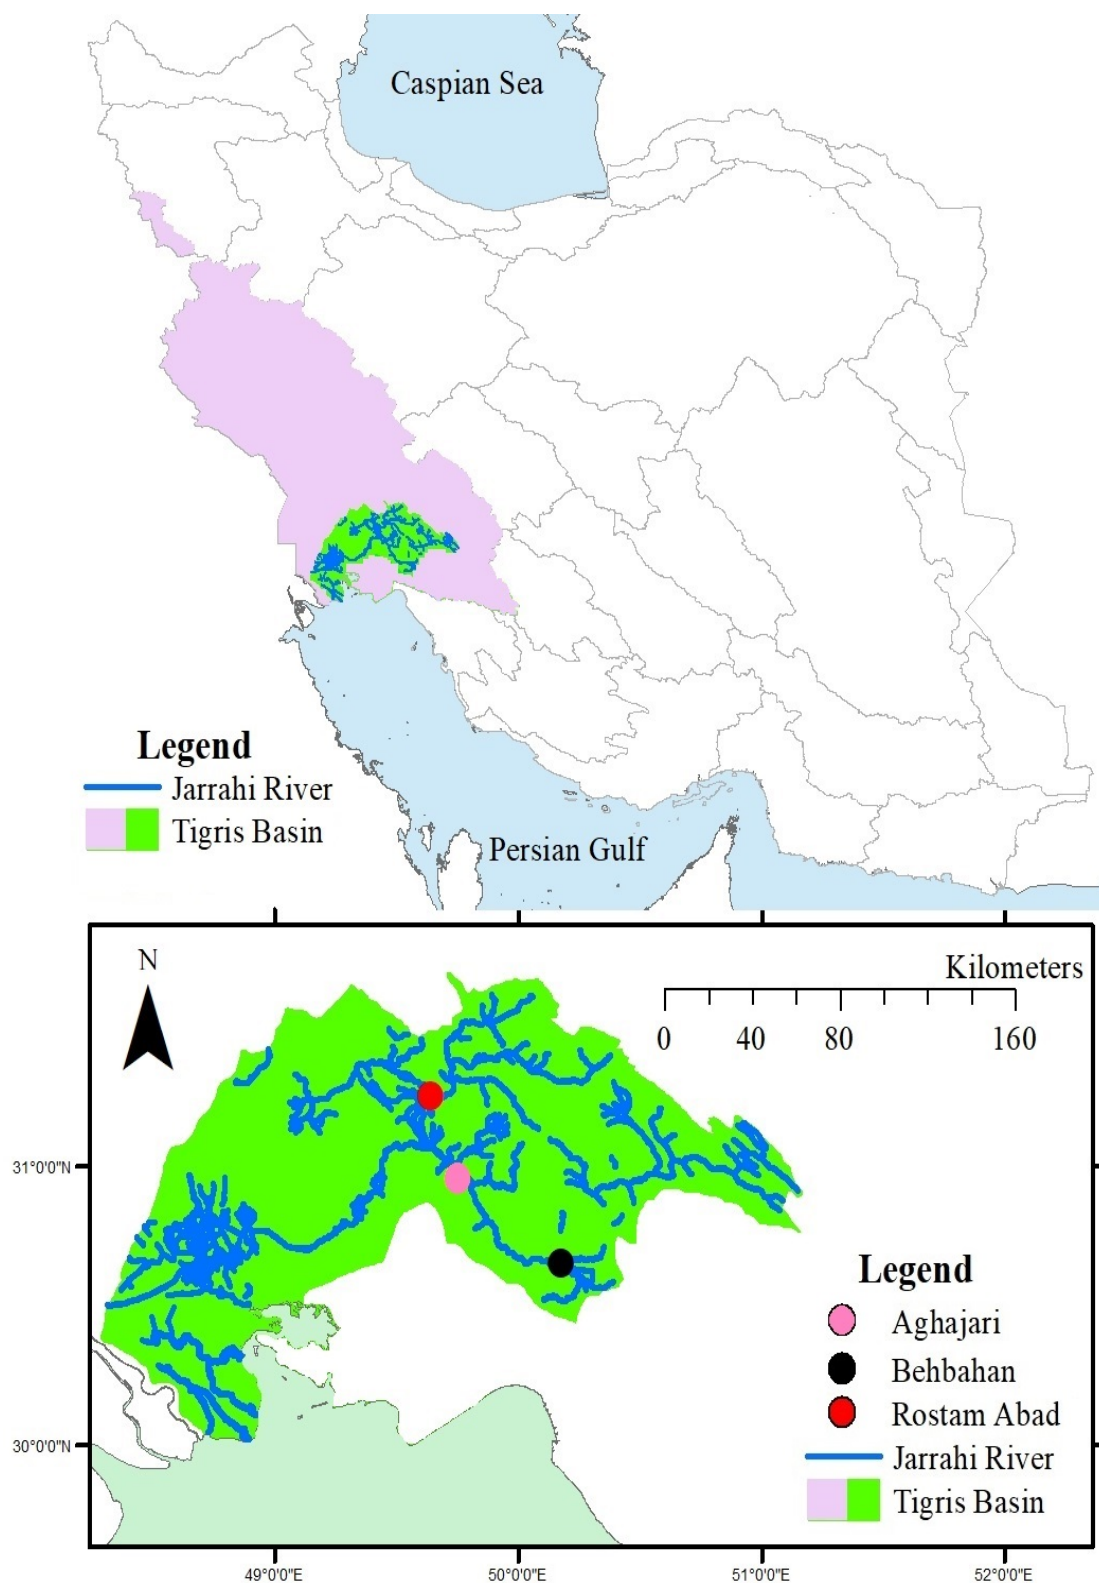 Caspian Sea
Legend
Jarrahi River
Tigris Basin
Persian Gulf
N
Kilometers
0 40 80 160
31°0'0"N
30°0'0"N
Legend
Aghajari
Behbahan
Rostam Abad
Jarrahi River
Tigris Basin
49°0'0"E 50°0'0"E 51°0'0"E 52°0'0"E